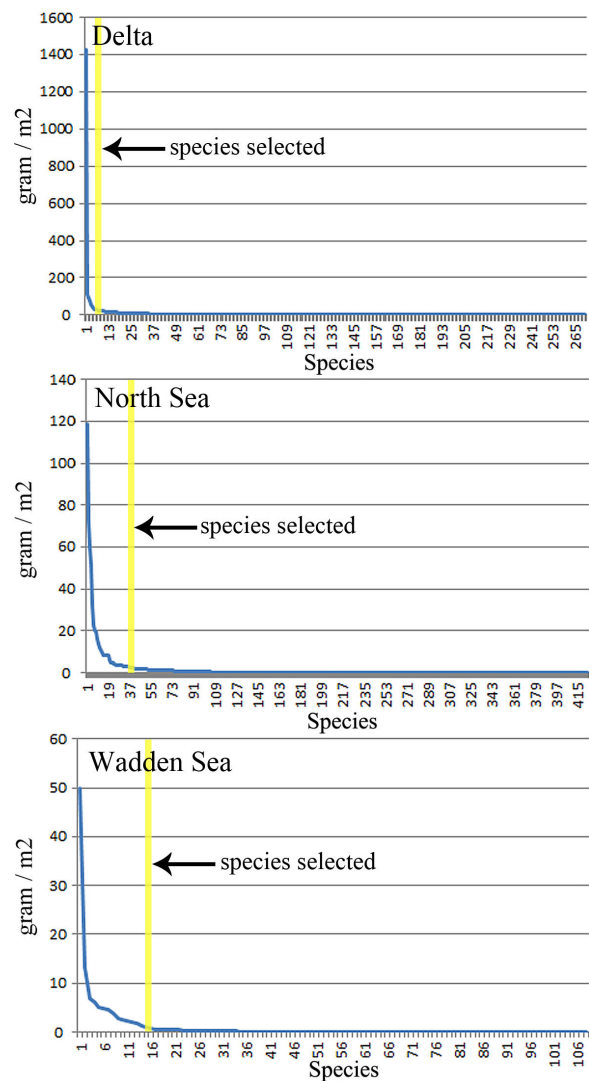 Delta
gram / m2
1600
1400
1200
1000
800
600
400
200
0
species selected
1 13 25 37 49 61 73 85 97 109 121 133 145 157 169 181 193 205 217 229 241 253 265
Species
North Sea
gram / m2
140
120
100
80
60
40
20
0
species selected
1 19 37 55 73 91 109 127 145 163 181 199 217 235 253 271 289 307 325 343 361 379 397 415
Species
Wadden Sea
gram / m2
60
50
40
30
20
10
0
species selected
1 6 11 16 21 26 31 36 41 46 51 56 61 66 71 76 81 86 91 96 101 106
Species